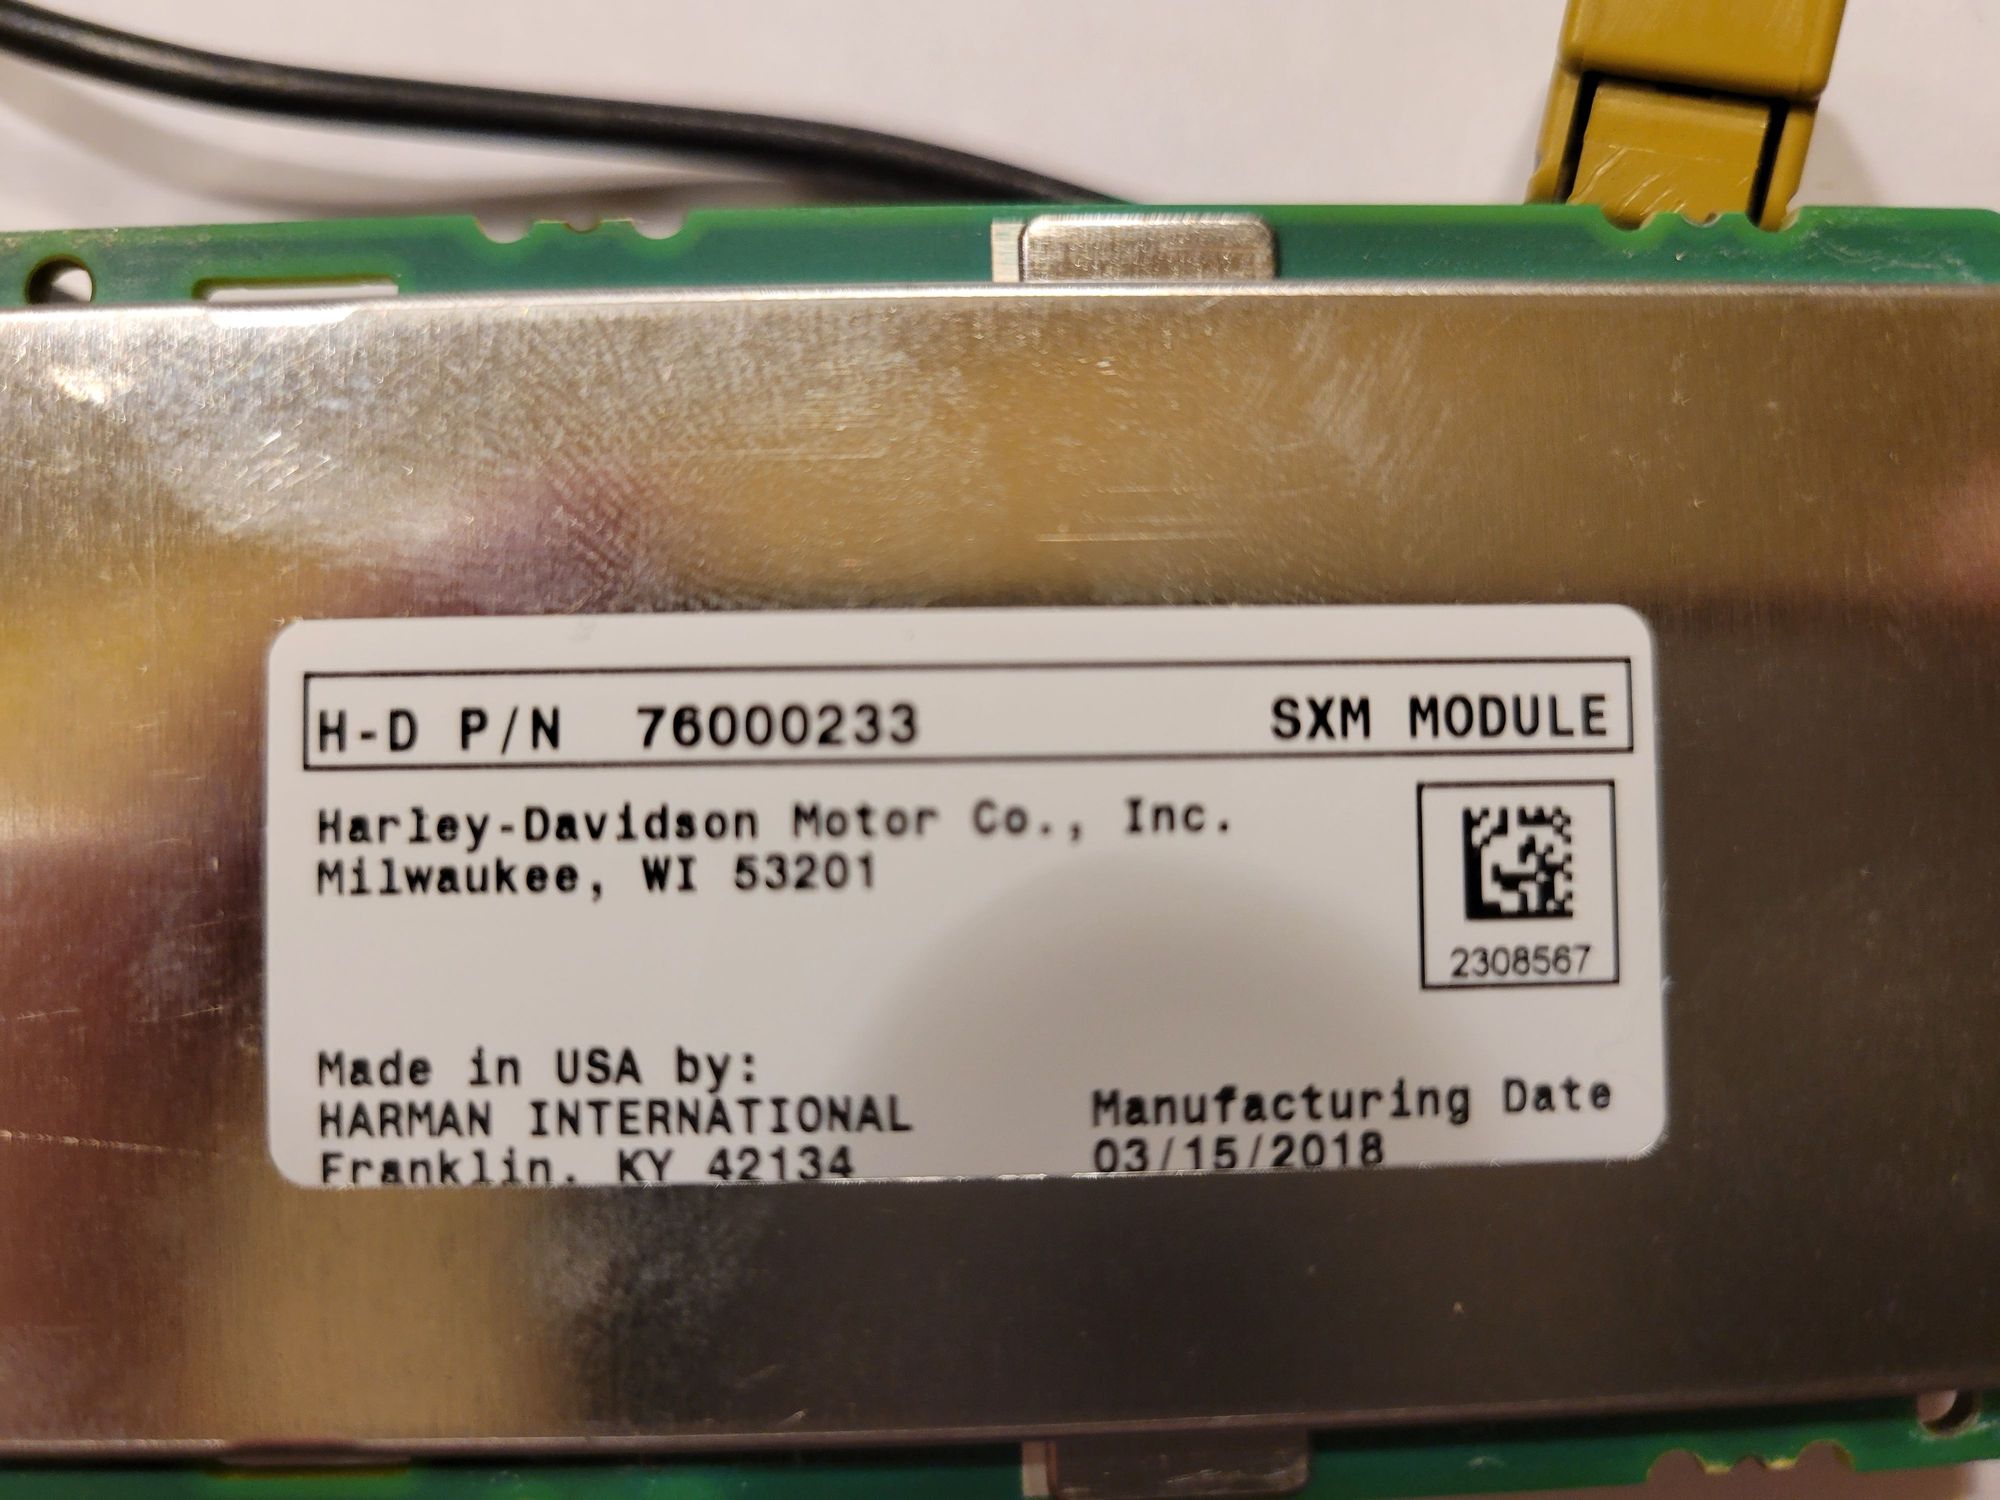 H-D P/N 76000233 SXM MODULE
Harley-Davidson Motor Co., Inc.
Milwaukee, WI 53201
2308567
Made in USA by:
HARMAN INTERNATIONAL
Franklin, KY 42134
Manufacturing Date
03/15/2018